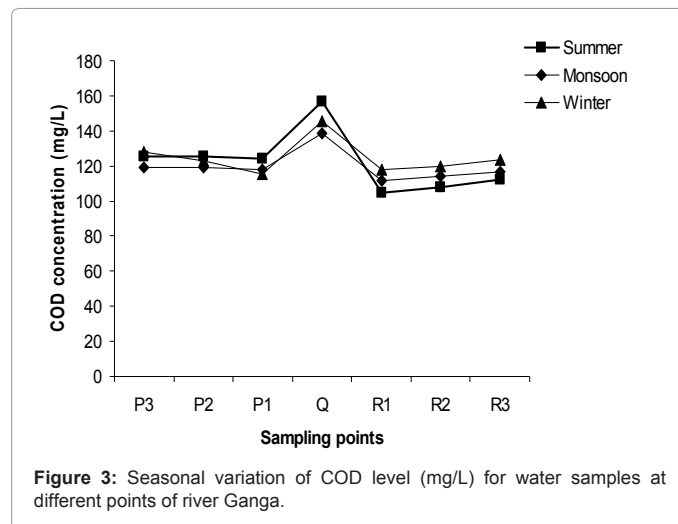 180
160
140
120
100
80
60
40
20
0
COD concentration (mg/L)
P3 P2 P1 Q R1 R2 R3
Sampling points
Summer
Monsoon
Winter
Figure 3: Seasonal variation of COD level (mg/L) for water samples at
different points of river Ganga.